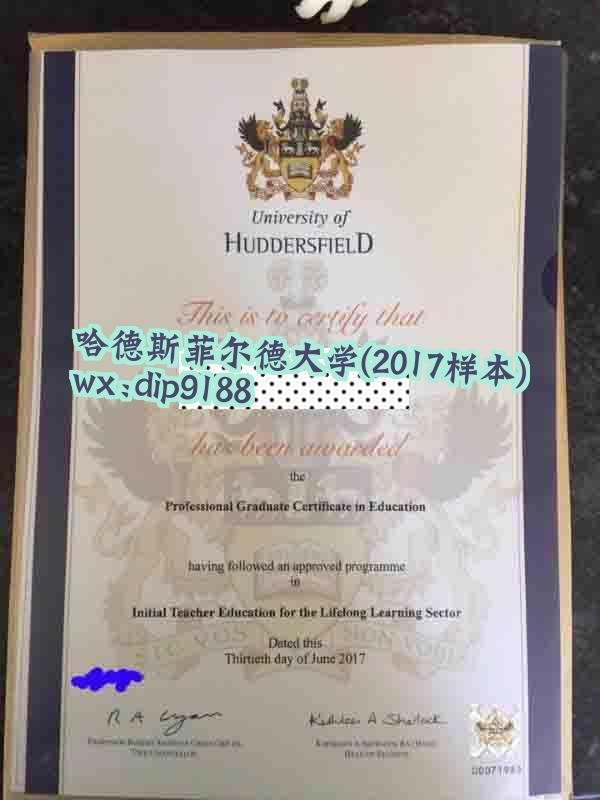 University of
HUDDERSFIELD
This is to certify that
哈德斯菲尔德大学(2017样本)
wx:dip9188
has been awarded
the
Professional Graduate Certificate in Education
having followed an approved programme
in
Initial Teacher Education for the Lifelong Learning Sector
Dated this
Thirtieth day of June 2017